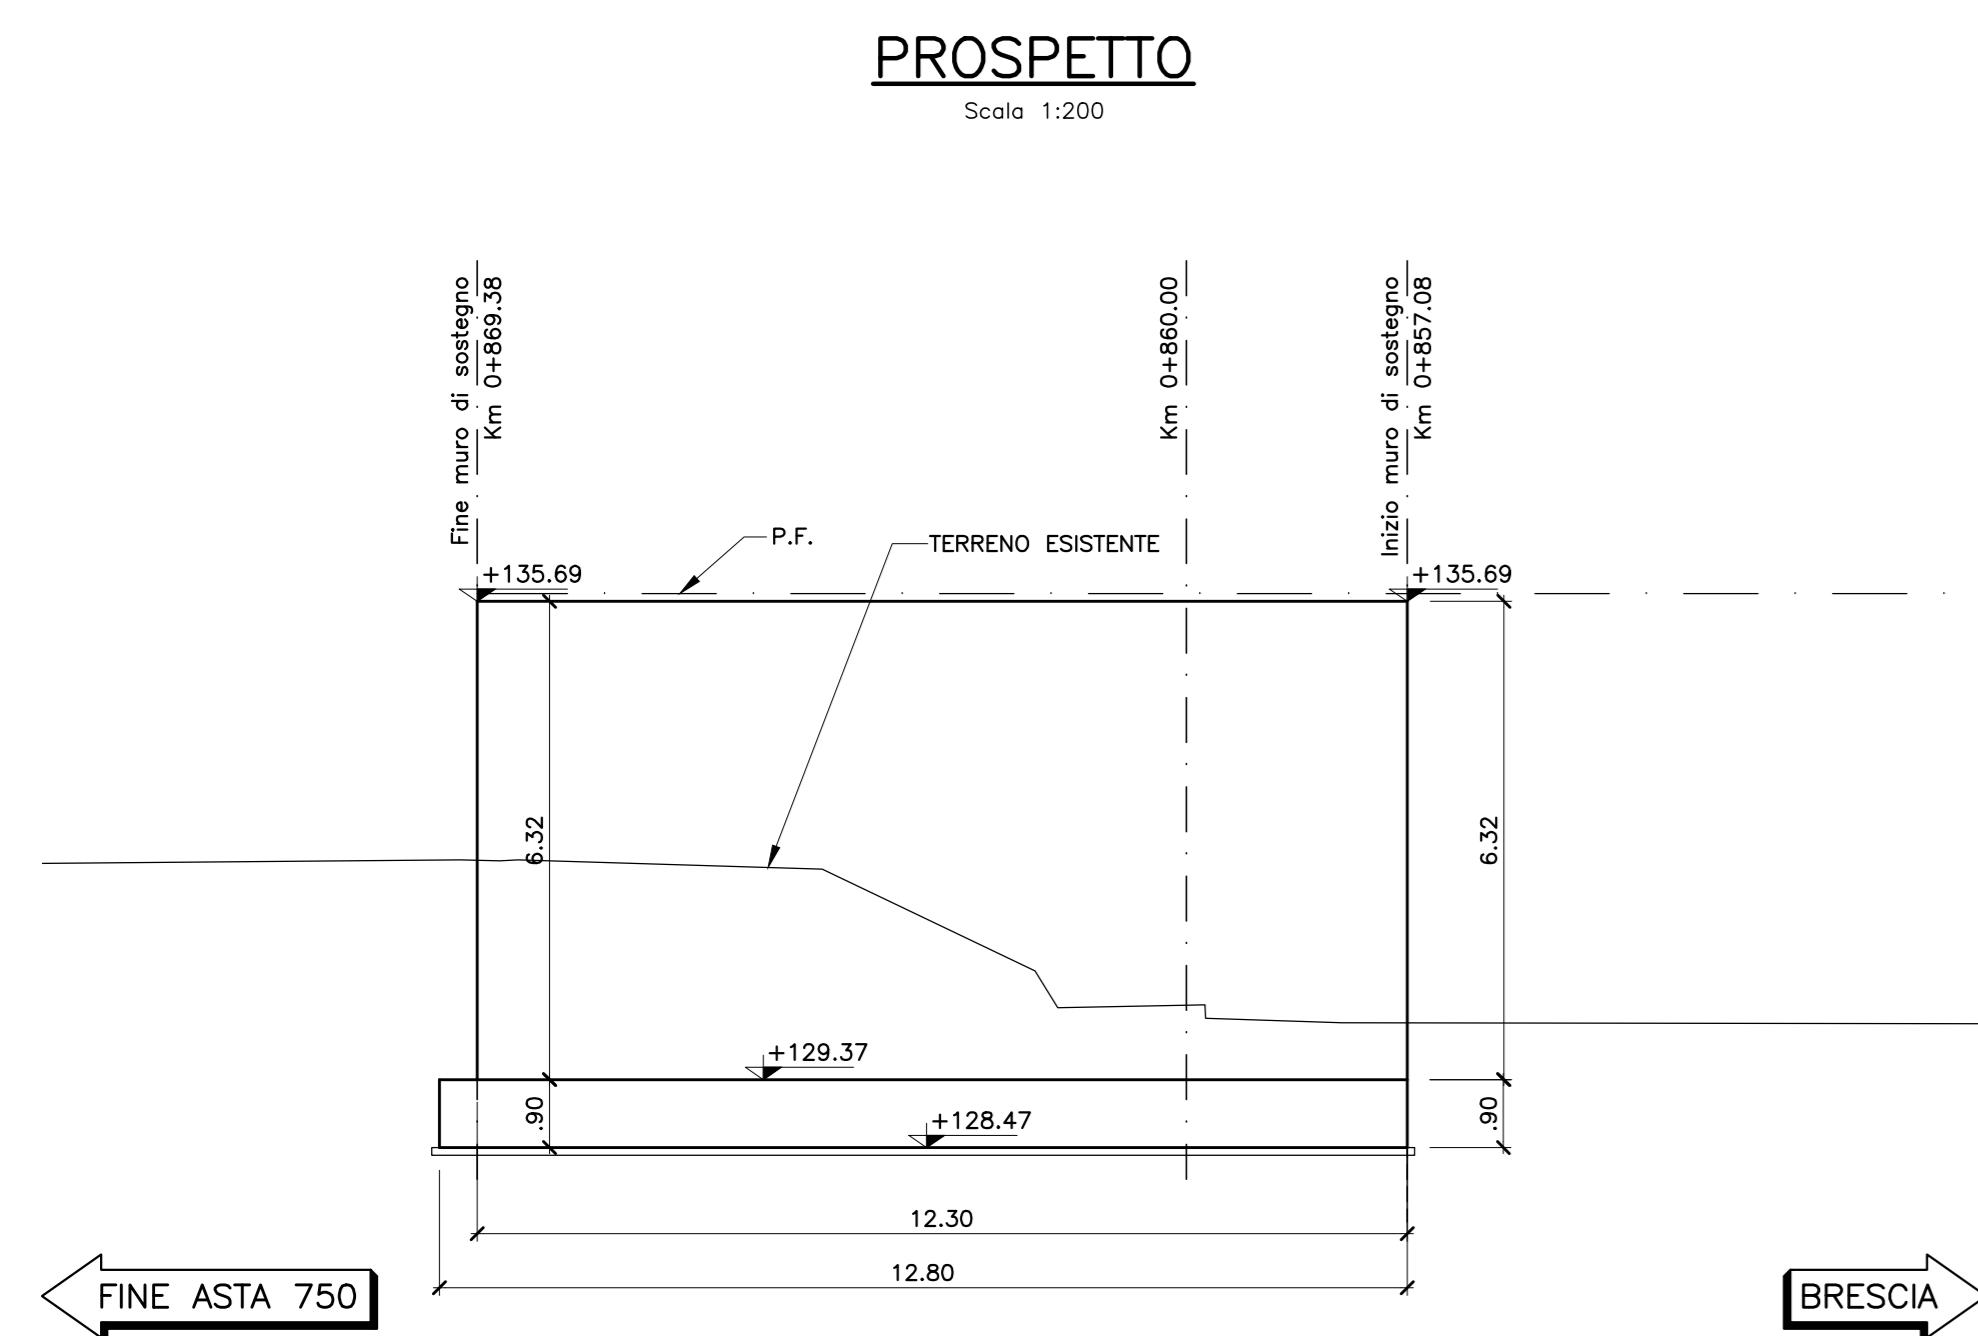 PROSPETTO
Scala 1:200
Fine muro di sostegno
Km 0+869.38
Km 0+860.00
Inizio muro di sostegno
Km 0+857.08
P.F.
TERRENO ESISTENTE
+135.69
+135.69
6.32
6.32
+129.37
.90
.90
+128.47
12.30
12.80
FINE ASTA 750
BRESCIA